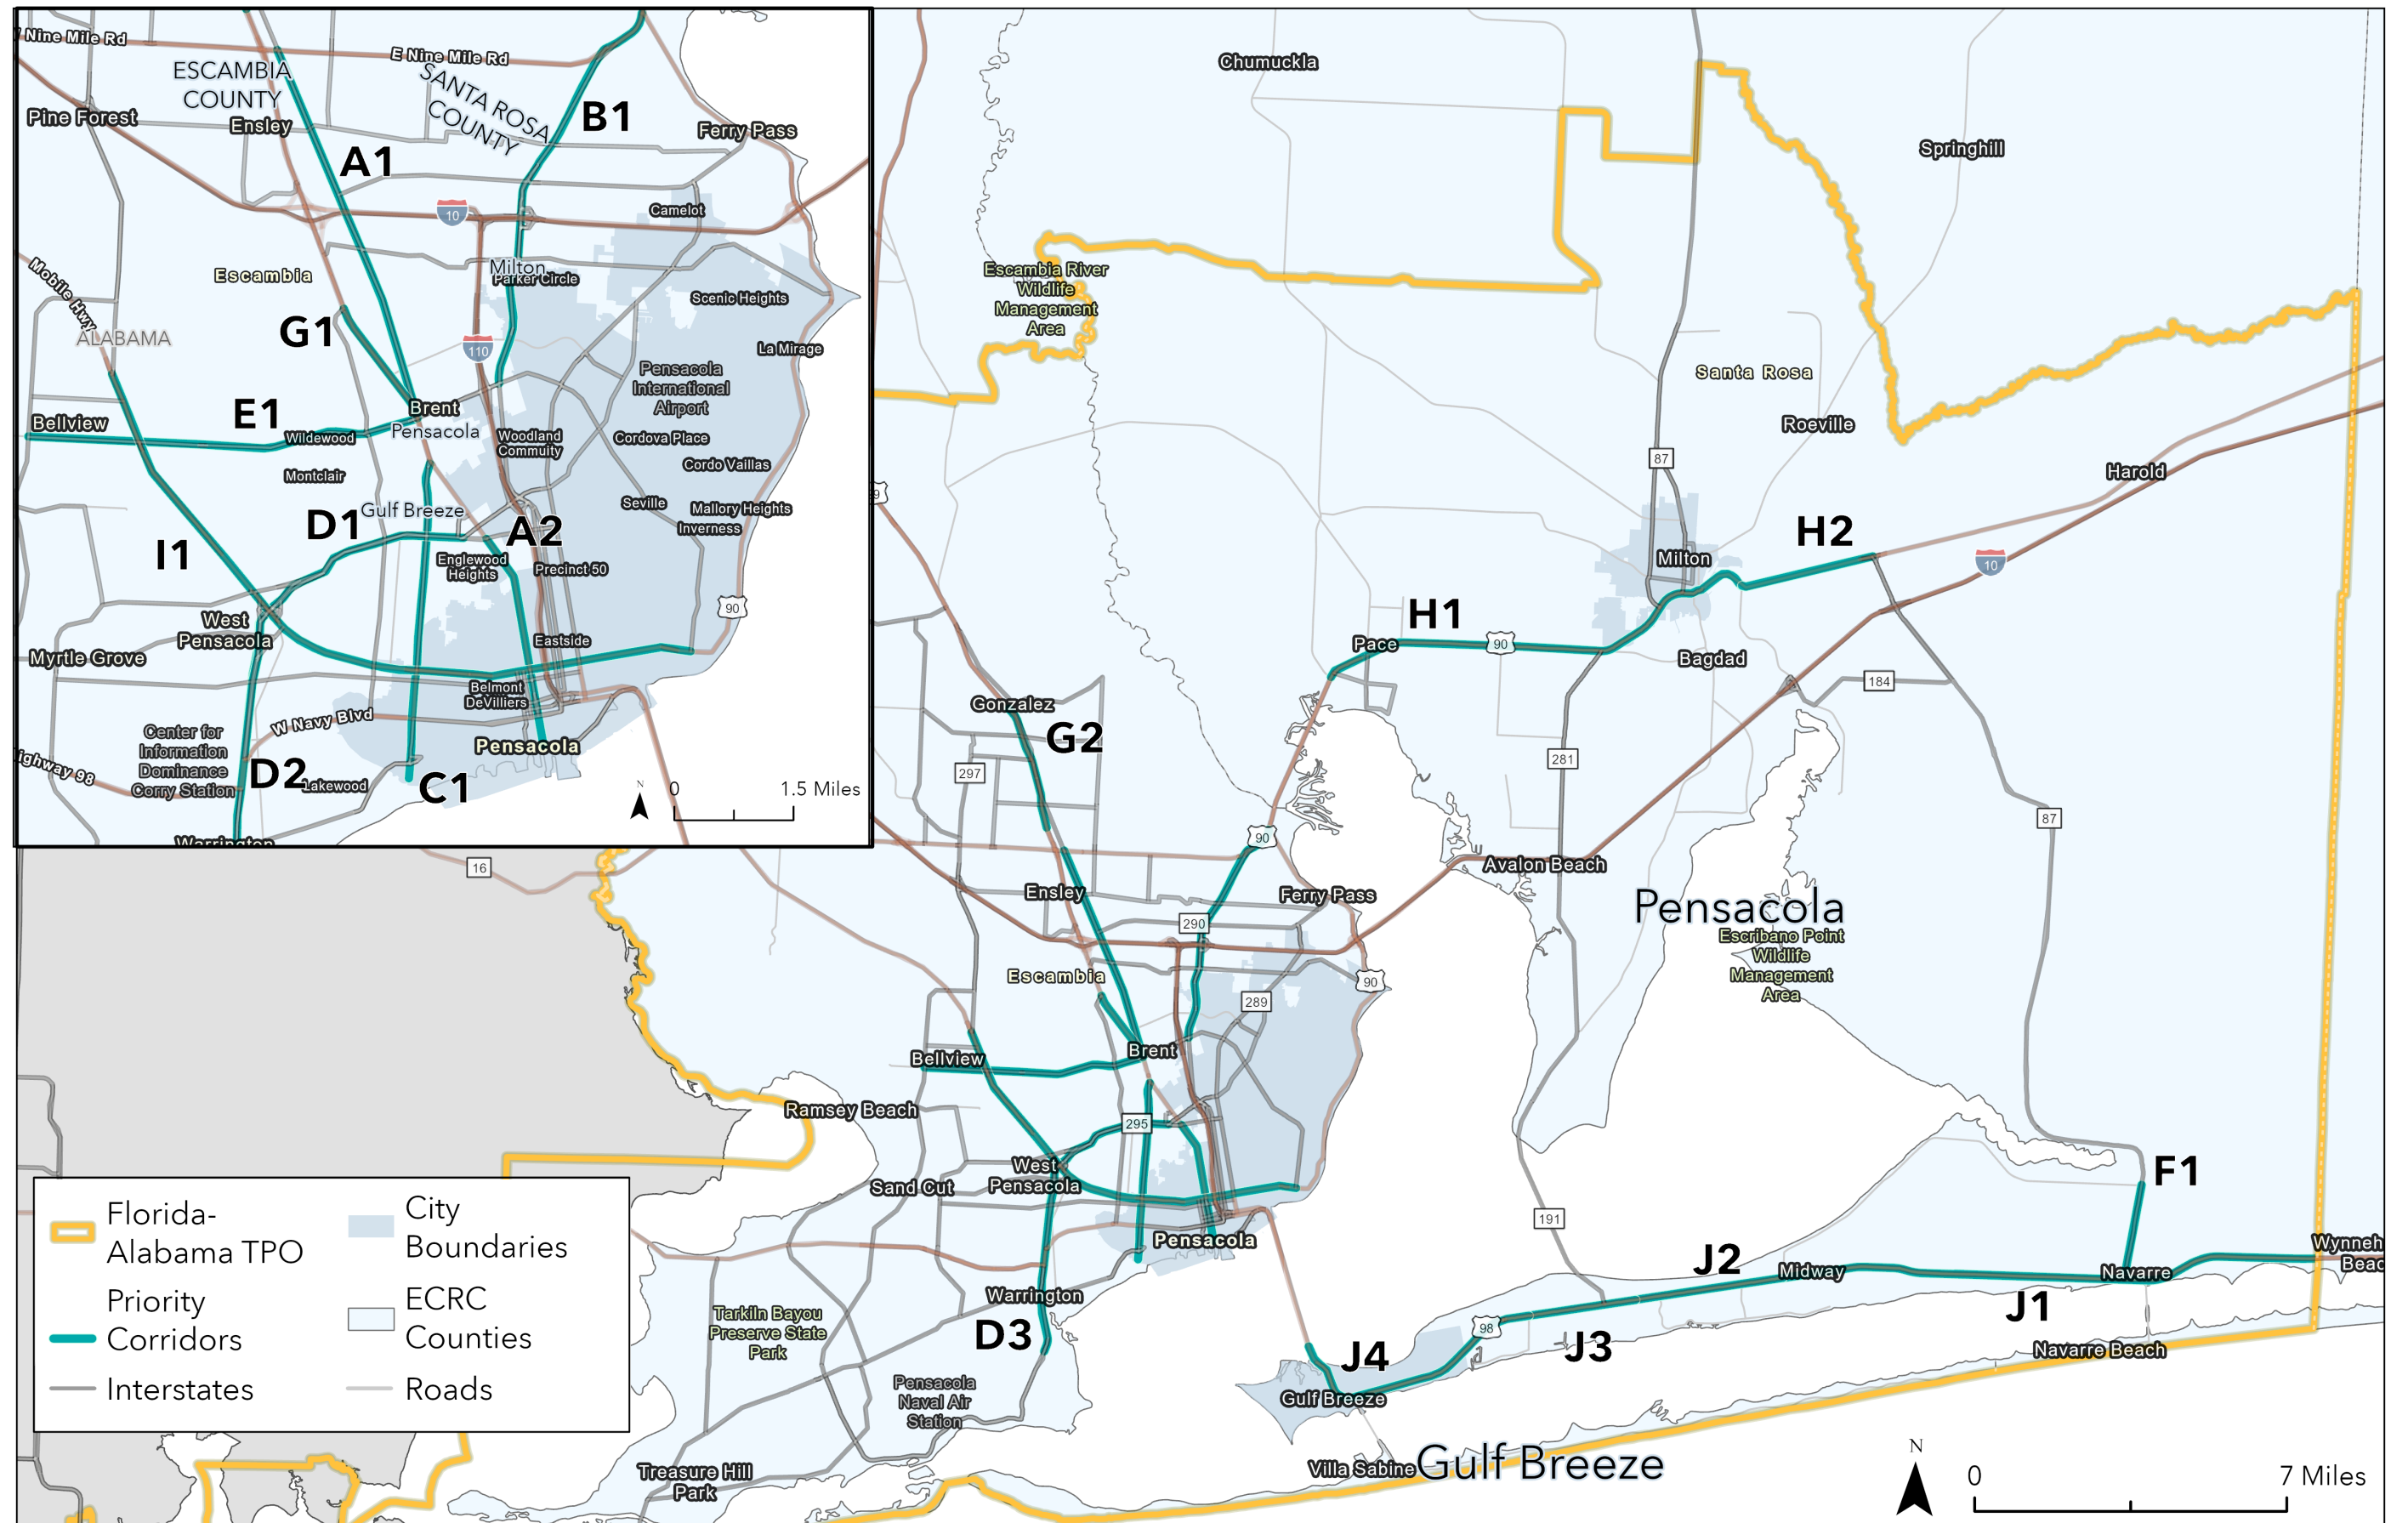 Nine Mile Rd
E Nine Mile Rd
ESCAMBIA
COUNTY
SANTA ROSA
COUNTY
B1
Pine Forest
Ensley
Ferry Pass
A1
Camelot
10
Mobile Hwy
Escambia
Milton
Parker Circle
Scenic Heights
G1
ALABAMA
110
La Mirage
Pensacola
International
Airport
E1
Brent
Bellview
Wildewood
Pensacola
Woodland
Commuity
Cordova Place
Cordo Vaillas
Montclair
Seville
Mallory Heights
Inverness
Gulf Breeze
D1
A2
I1
Englewood
Heights
Precinct 50
90
West
Pensacola
Eastside
Myrtle Grove
Belmont
DeVilliers
W Navy Blvd
Center for
Information
Dominance
Corry Station
Pensacola
ighway 98
D2
Lakewood
C1
N
0
1.5 Miles
Warrington
Chumuckla
Springhill
Escambia River
Wildlife
Management
Area
Santa Rosa
Roeville
87
Harold
9
H2
Milton
10
H1
Pace
90
Bagdad
184
Gonzalez
G2
297
281
87
90
Avalon Beach
16
Ensley
Ferry Pass
290
Pensacola
Escribano Point
Wildlife
Management
Area
Escambia
90
289
Brent
Bellview
Ramsey Beach
295
West
Pensacola
Sand Cut
F1
191
Pensacola
Wynneh
Beac
J2
Midway
Navarre
Warrington
J1
Tarkiln Bayou
Preserve State
Park
D3
98
J3
J4
Navarre Beach
Gulf Breeze
Pensacola
Naval Air
Station
Villa Sabine
Gulf Breeze
Treasure Hill
Park
N
0
7 Miles
Florida-
Alabama TPO
Priority
Corridors
Interstates
City
Boundaries
ECRC
Counties
Roads